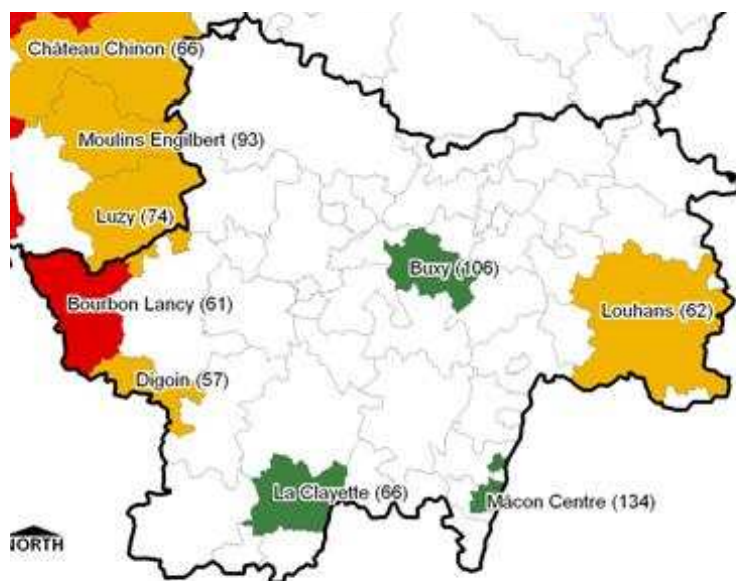 Château Chinon (66)
Moulins Engilbert (93)
Luzy (74)
Buxy (106)
Bourbon Lancy (61)
Louhans (62)
Digoin (57)
La Clayette (66)
Mâcon Centre (134)
NORTH